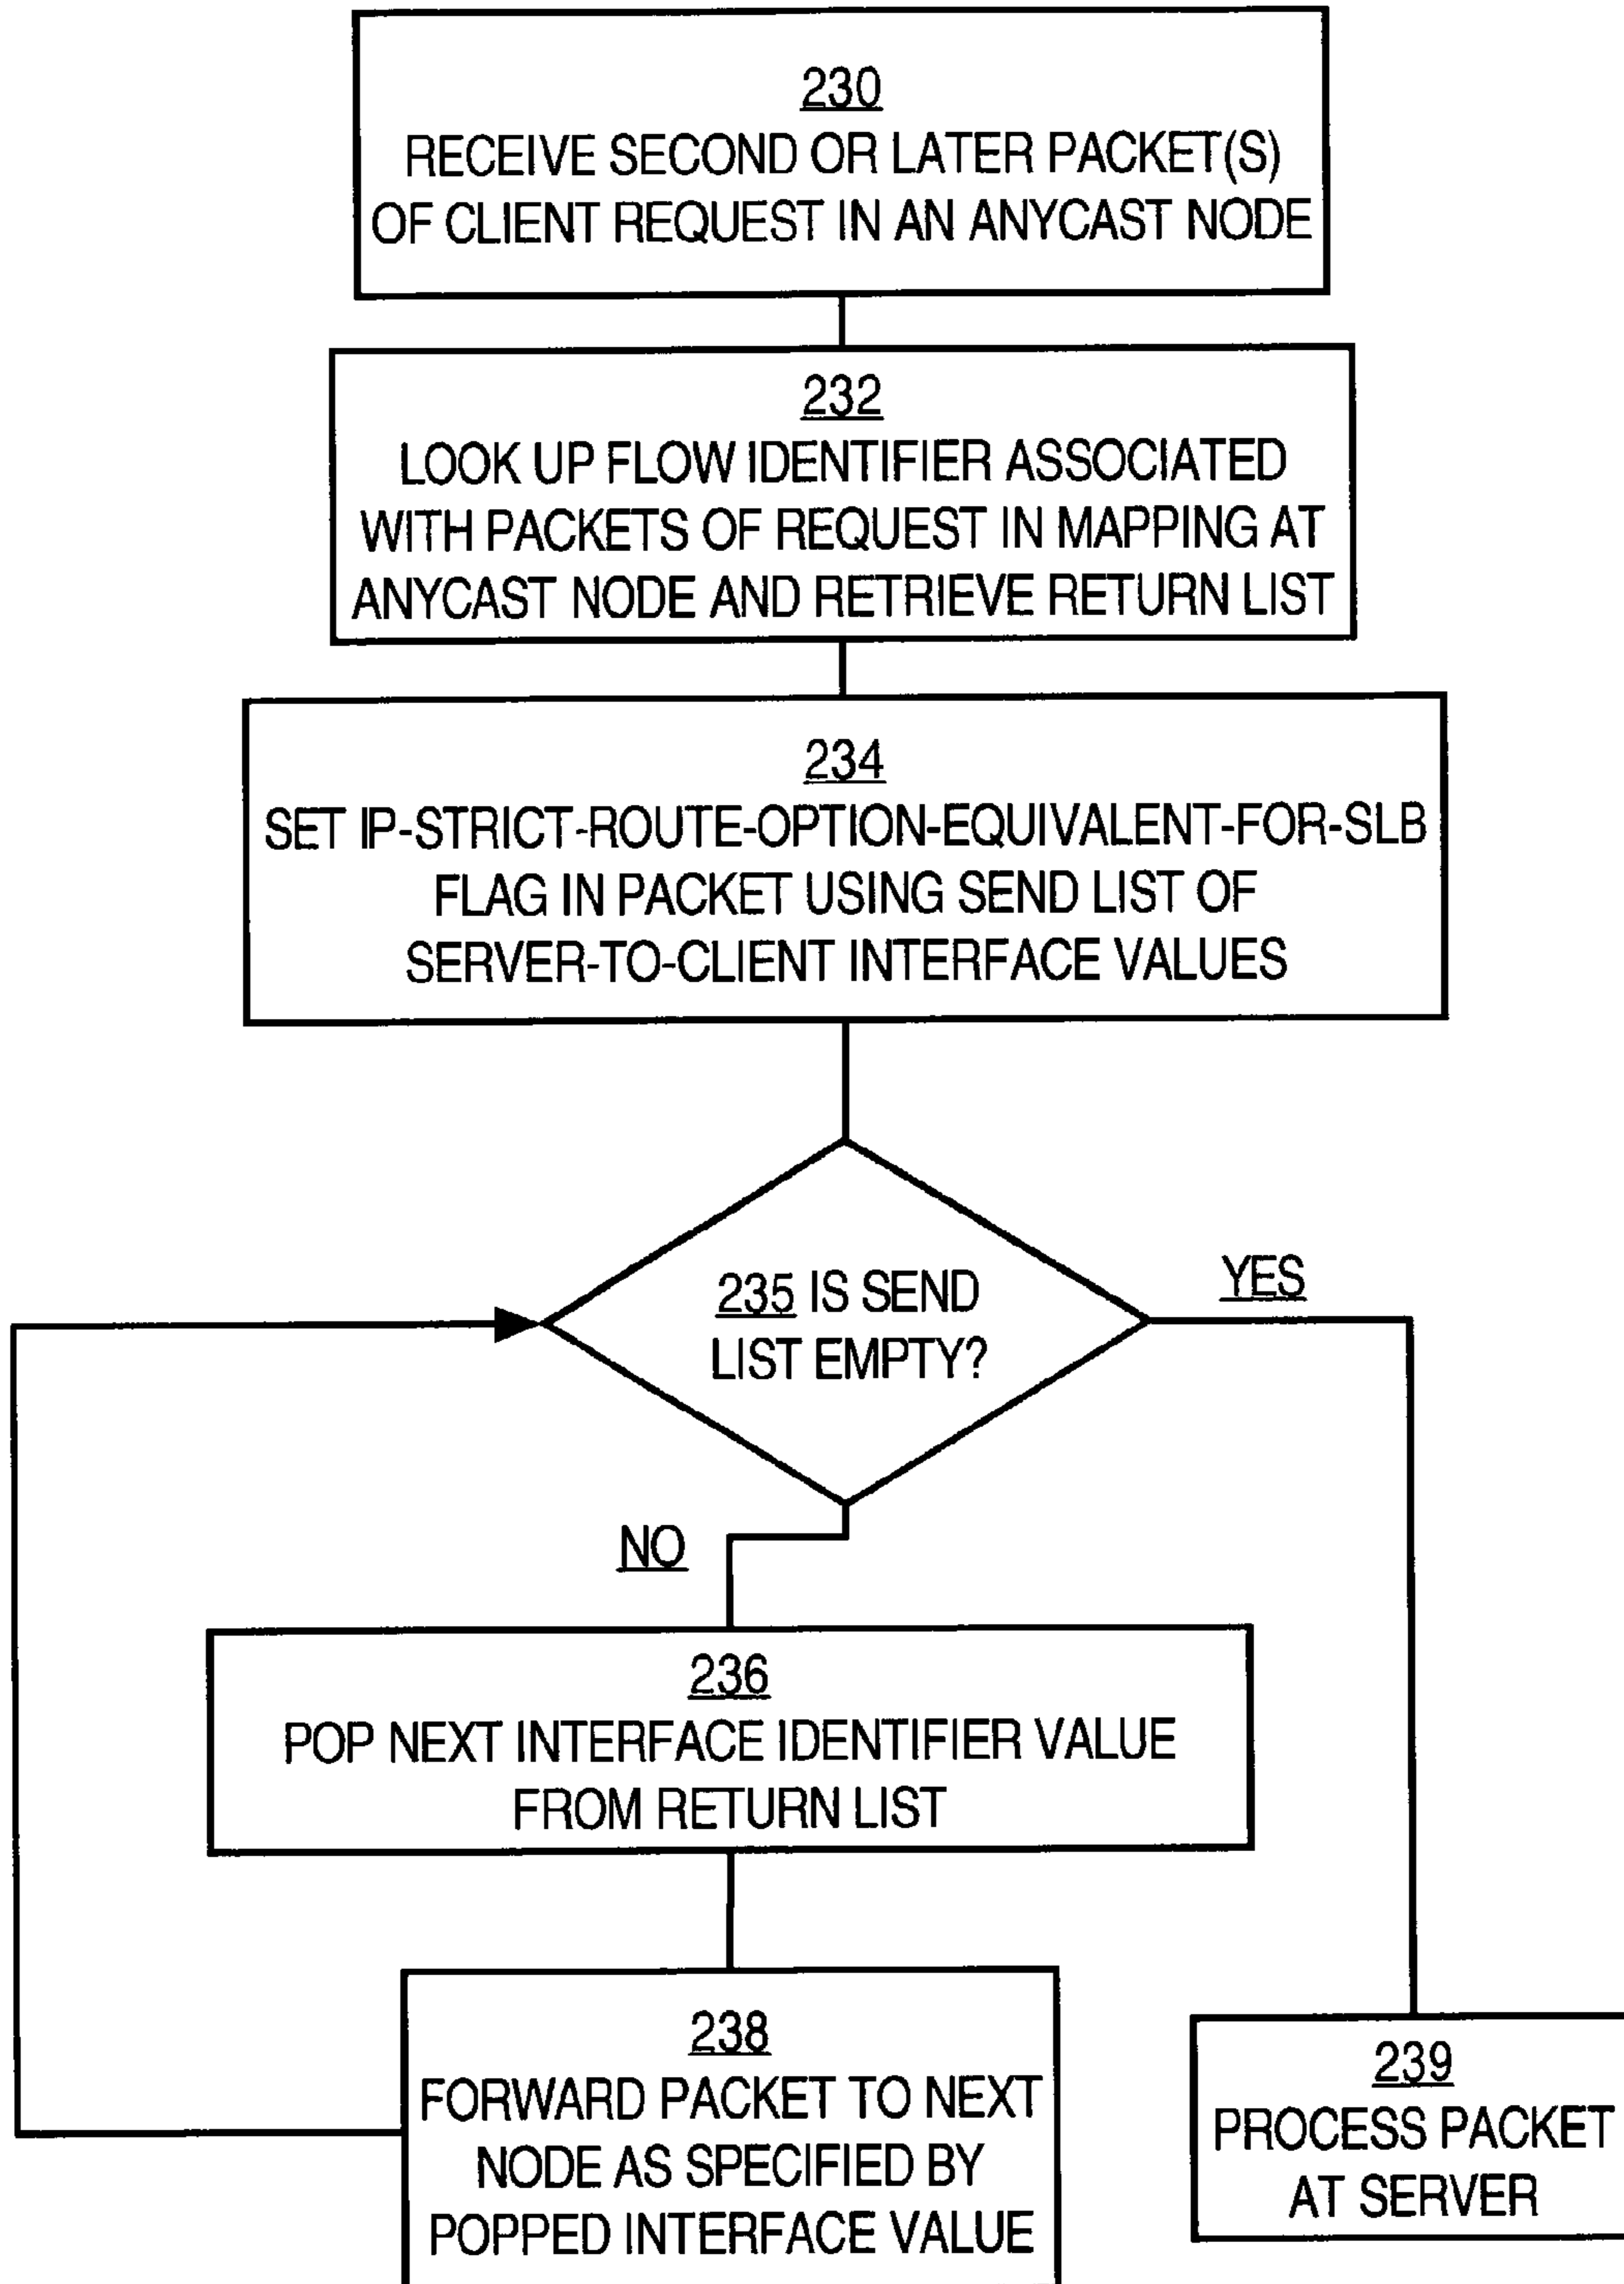 230
RECEIVE SECOND OR LATER PACKET(S)
OF CLIENT REQUEST IN AN ANYCAST NODE
232
LOOK UP FLOW IDENTIFIER ASSOCIATED
WITH PACKETS OF REQUEST IN MAPPING AT
ANYCAST NODE AND RETRIEVE RETURN LIST
234
SET IP-STRICT-ROUTE-OPTION-EQUIVALENT-FOR-SLB
FLAG IN PACKET USING SEND LIST OF
SERVER-TO-CLIENT INTERFACE VALUES
235 IS SEND
LIST EMPTY?
YES
NO
236
POP NEXT INTERFACE IDENTIFIER VALUE
FROM RETURN LIST
238
FORWARD PACKET TO NEXT
NODE AS SPECIFIED BY
POPPED INTERFACE VALUE
239
PROCESS PACKET
AT SERVER